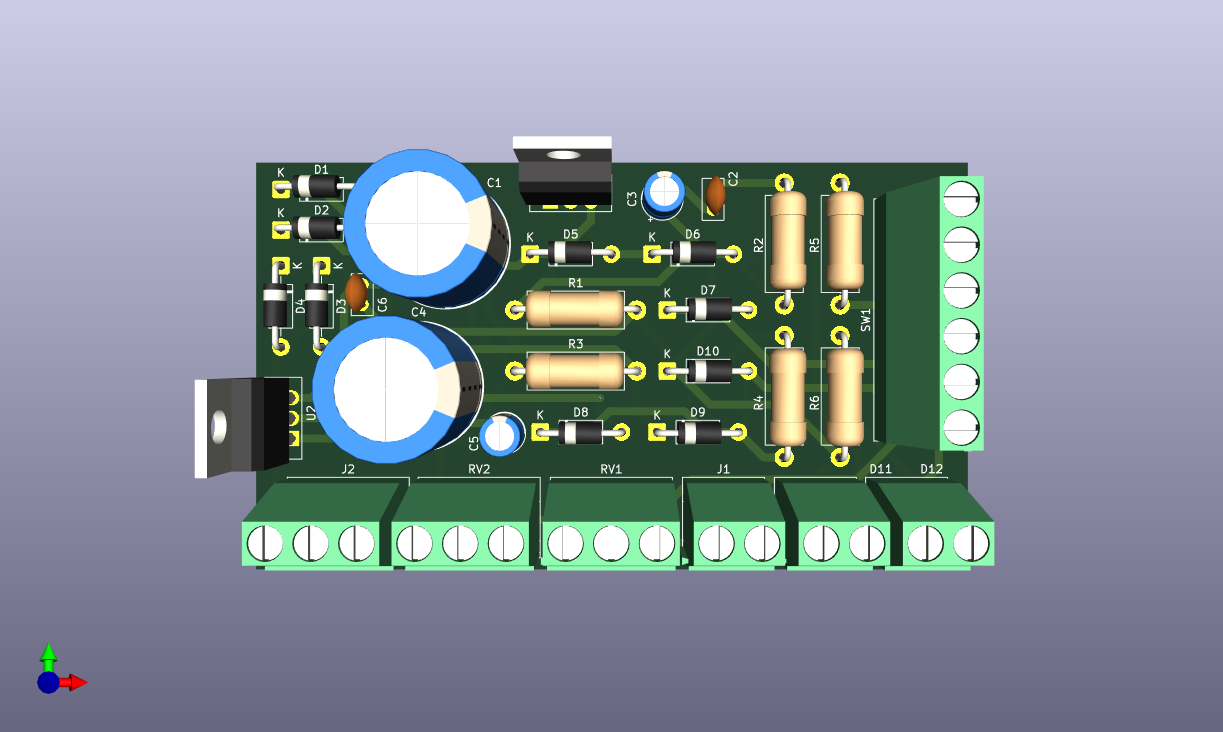 D1
K
C1
C2
C3
+
K
D2
K
D5
K
D6
R2
R5
K
K
R1
D7
K
D4
D3
C6
C4
SW1
R3
D10
K
U2
K
D8
K
D9
R4
R6
C5
J2
RV2
RV1
J1
D11
D12